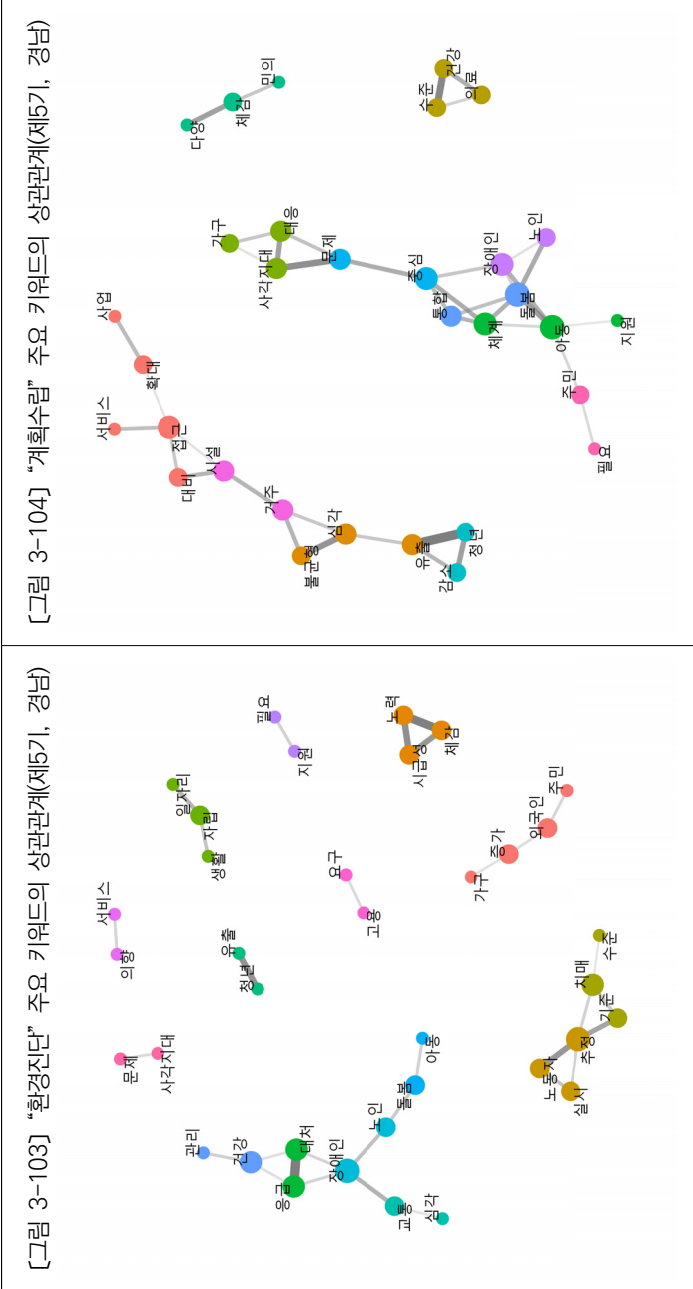 [그림 3-103] “환경진단” 주요 키워드의 상관관계(제5기, 경남)
관리
건강
대처
응급
장애인
노인
돌봄
아동
교통
심각
문제
사각지대
의향
서비스
청년
유출
생활
자립
일자리
고용
요구
지원
필요
시급성
노력
체감
가구
증가
외국인
주민
노동자
실시
추정
기준
치매
수준
[그림 3-104] “계획수립” 주요 키워드의 상관관계(제5기, 경남)
서비스
사업
확대
접근
대비
시설
거주
불균형
심각
유출
감소
청년
다양
체감
민의
가구
사각지대
대응
문제
중심
통합
체계
돌봄
장애인
노인
아동
지원
주민
필요
수준
건강
의료